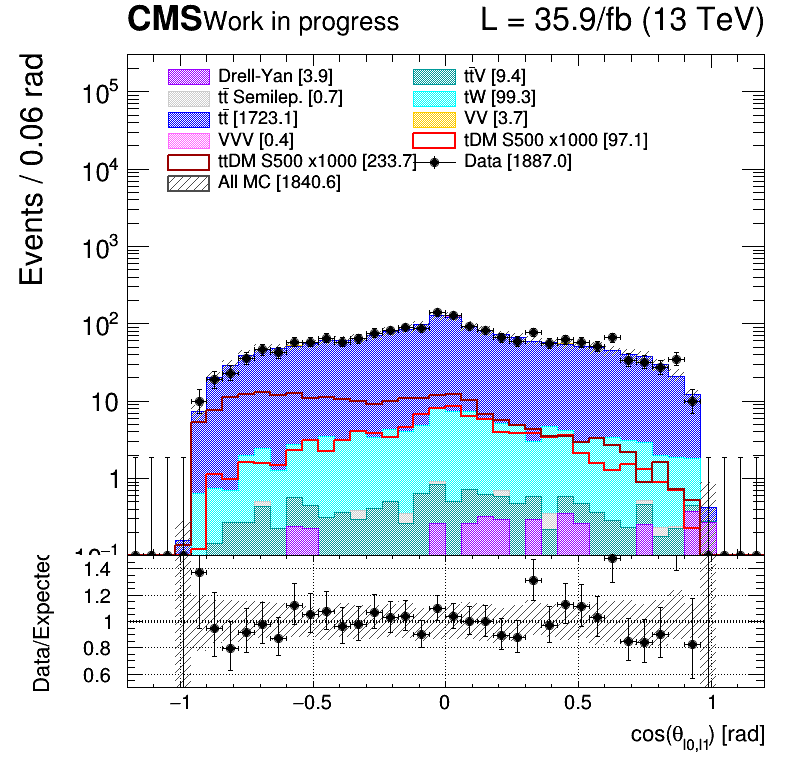 CMS Work in progress L = 35.9/fb (13 TeV)
Drell-Yan [3.9] tt̄V [9.4]
tt̄ Semilep. [0.7] tW [99.3]
tt̄ [1723.1] VV [3.7]
VVV [0.4] tDM S500 x1000 [97.1]
ttDM S500 x1000 [233.7] Data [1887.0]
All MC [1840.6]
Events / 0.06 rad
10⁵
10⁴
10³
10²
10
1
10⁻¹
Data/Expected
1.4
1.2
1
0.8
0.6
−1 −0.5 0 0.5 1
cos(θl0,l1) [rad]